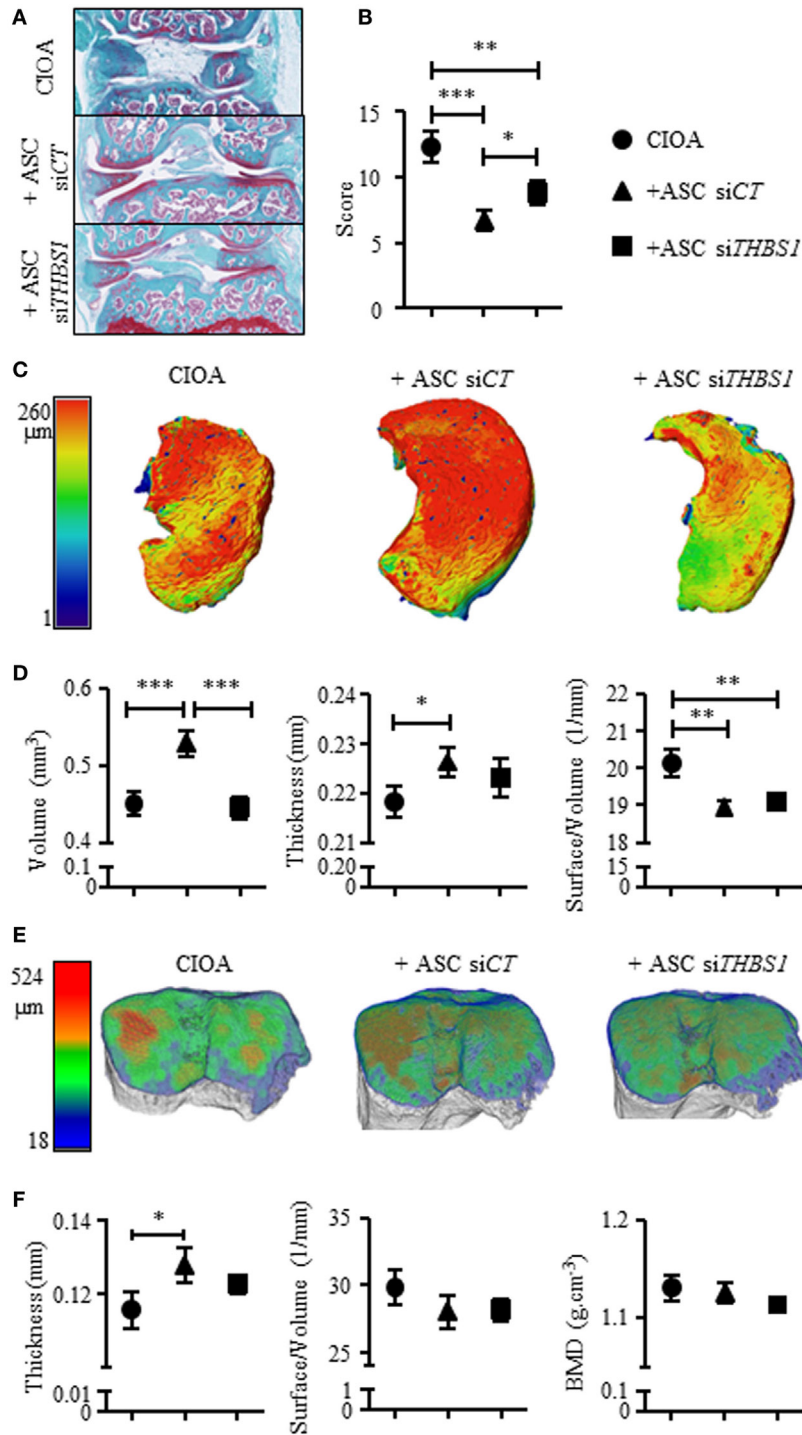 A
CIOA
+ ASC
siCT
+ ASC
siTHBS1
B
**
***
*
15
10
5
0
Score
CIOA
+ASC siCT
+ASC siTHBS1
C
CIOA
+ ASC siCT
+ ASC siTHBS1
260
µm
1
D
*** ***
0.6
0.5
0.4
0.1
0
Volume (mm³)
*
0.24
0.23
0.22
0.21
0.20
0
Thickness (mm)
**
**
22
21
20
19
18
15
0
Surface/Volume (1/mm)
E
CIOA
+ ASC siCT
+ ASC siTHBS1
524
µm
18
F
*
0.14
0.12
0.01
0
Thickness (mm)
35
30
25
1
0
Surface/Volume (1/mm)
1.2
1.1
0.1
0
BMD (g.cm-³)